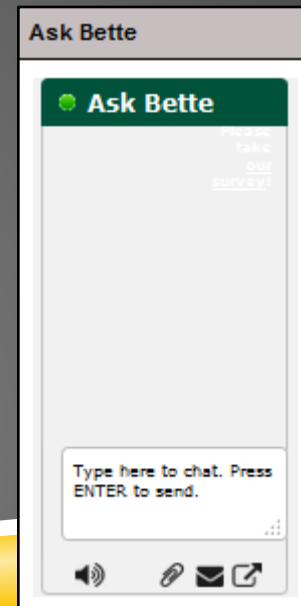 Ask Bette
Ask Bette
Please
take
our
survey!
Type here to chat. Press
ENTER to send.